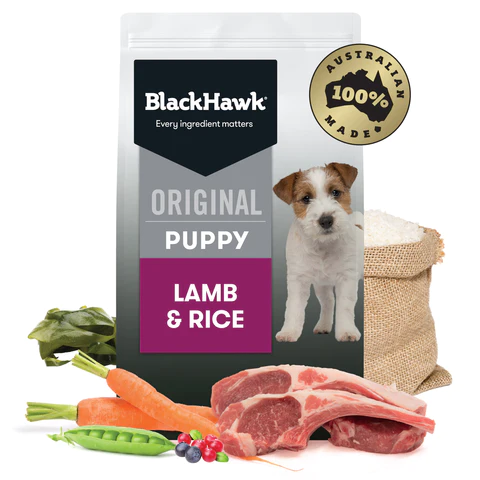 BlackHawk®
Every ingredient matters
ORIGINAL
PUPPY
LAMB
& RICE
AUSTRALIAN
100%
MADE